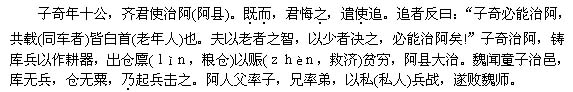 子奇年十公，齐君使治阿(阿县)。既而，君悔之，遣使追。追者反曰：“子奇必能治阿，
共载(同车者)皆白首(老年人)也。夫以老者之智，以少者决之，必能治阿矣!”子奇治阿，铸
库兵以作耕器，出仓廪(lǐn，粮仓)以赈(zhèn，救济)贫穷，阿县大治。魏闻童子治邑，
库无兵，仓无粟，乃起兵击之。阿人父率子，兄率弟，以私(私人)兵战，遂败魏师。